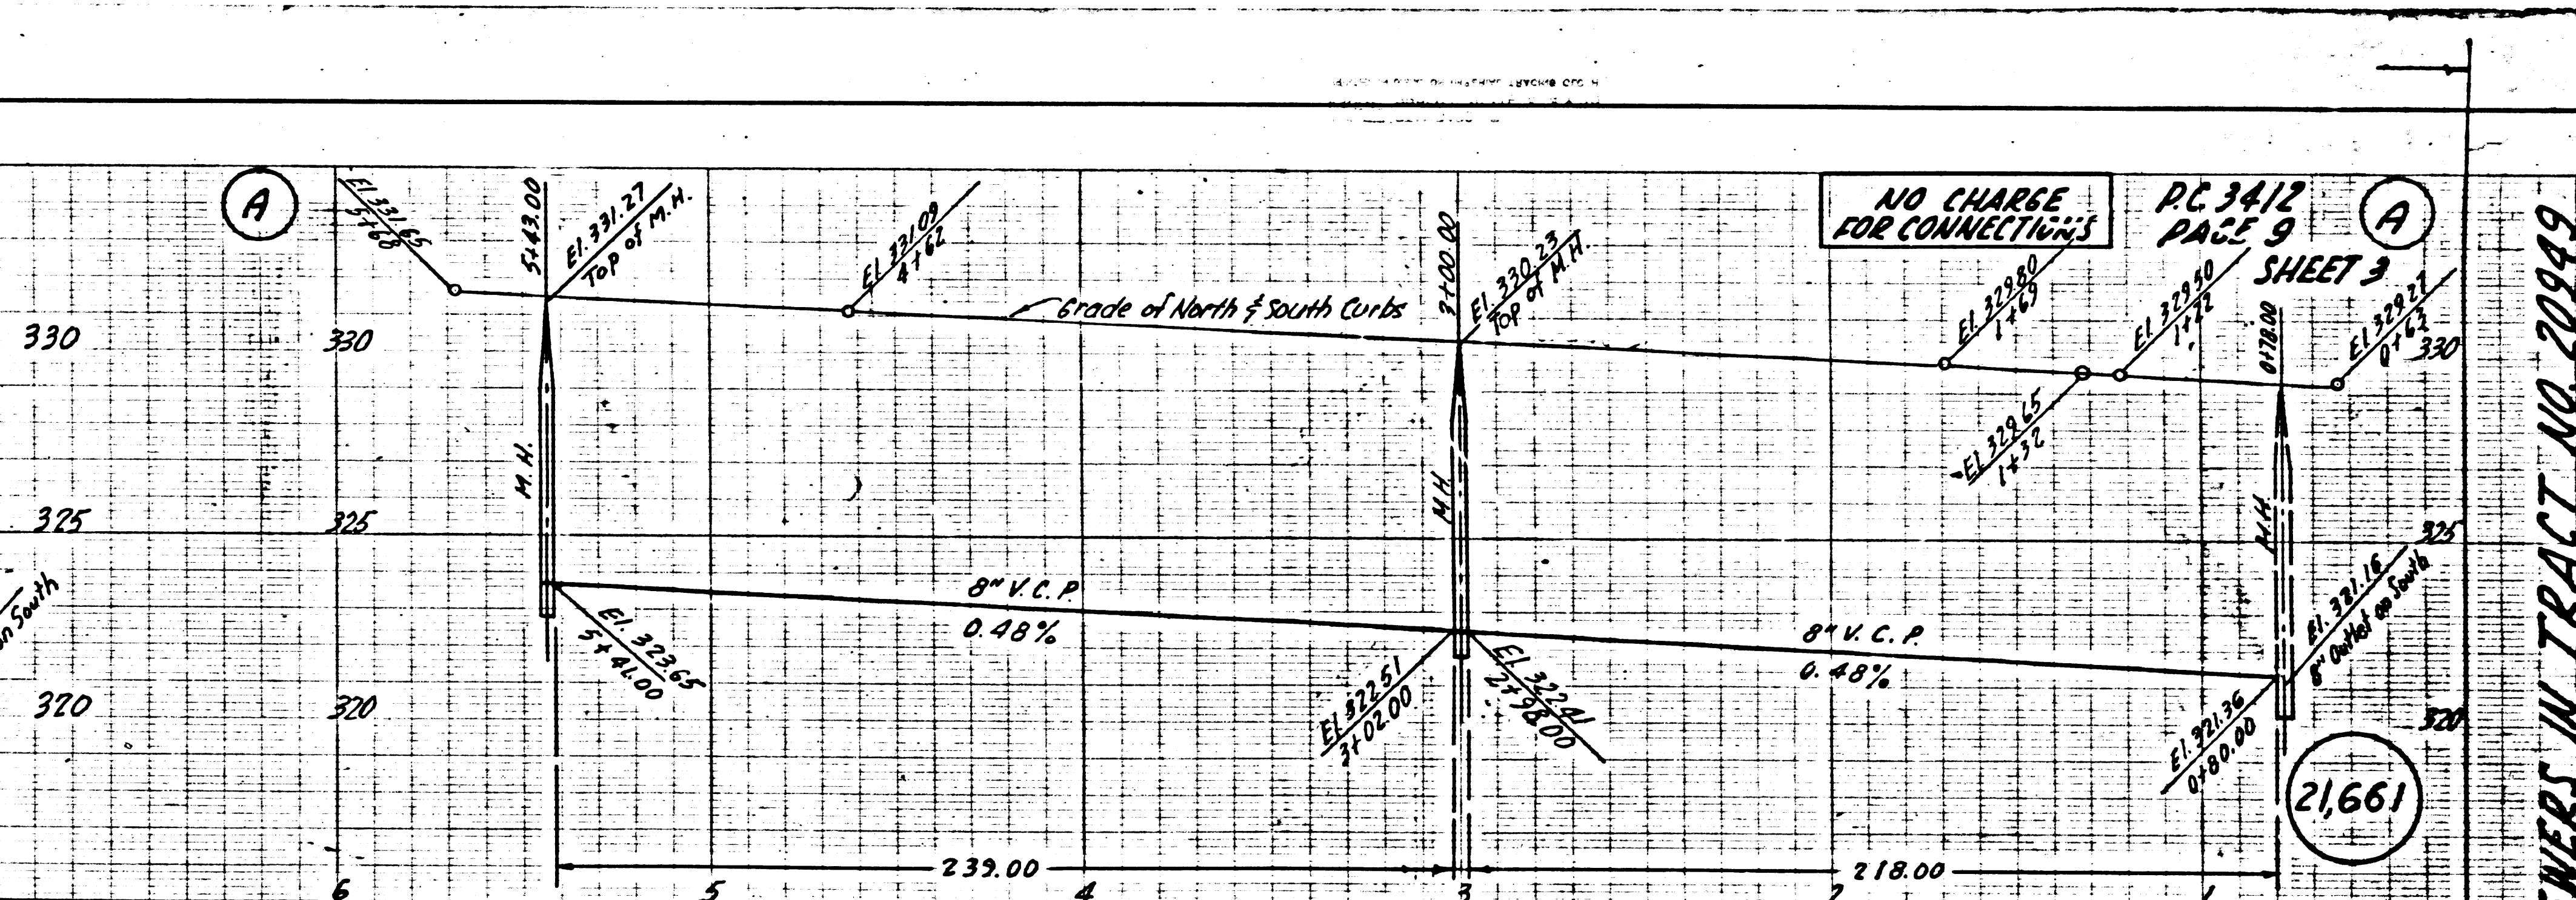 A
El. 331.65
5+68
5+43.00
El. 331.27
Top of M.H.
El. 331.09
4+62
Grade of North & South Curbs
3+00.00
El. 330.23
Top of M.H.
NO CHARGE
FOR CONNECTIONS
P.C. 3412
PAGE 9
SHEET 3
A
El. 329.80
1+69
El. 329.50
1+22
0+78.00
El. 329.27
0+63
El. 329.65
1+32
330
330
330
M.H.
M.H.
M.H.
325
325
325
on South
8" V.C.P.
0.48%
8" V.C.P.
0.48%
El. 323.65
5+41.00
El. 322.51
3+02.00
El. 322.41
2+98.00
El. 321.36
0+80.00
El. 321.16
8" Outlet on South
320
320
320
21,661
239.00
218.00
6
5
4
3
2
1
IN TRACT NO. 20949